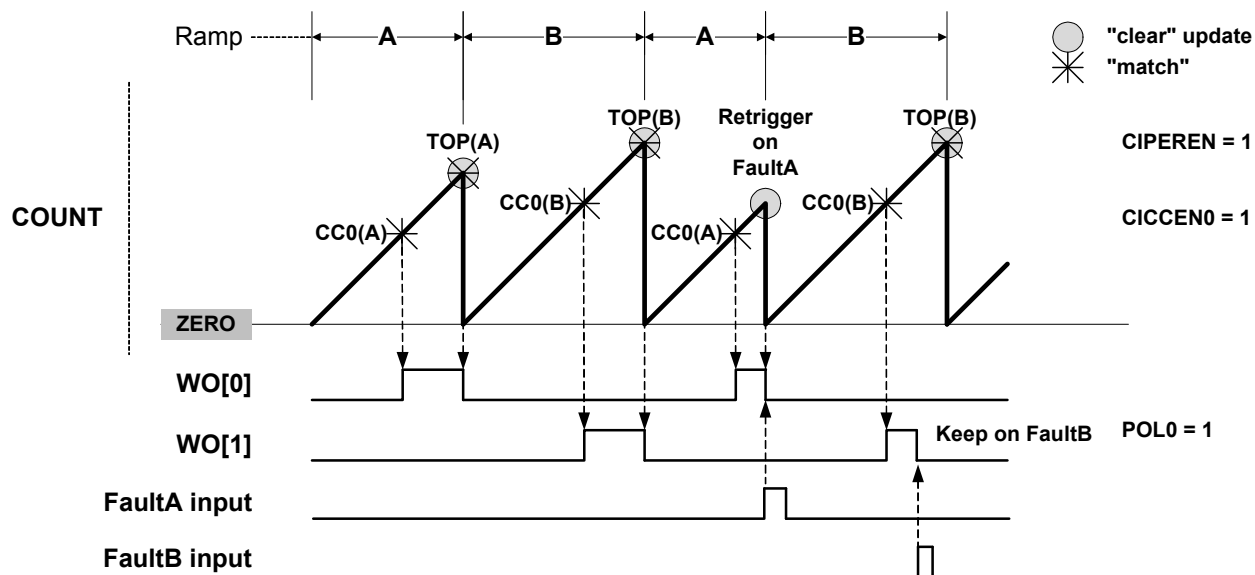 Ramp
A
B
A
B
"clear" update
"match"
TOP(A)
TOP(B)
Retrigger
on
FaultA
TOP(B)
CIPEREN = 1
COUNT
CC0(A)
CC0(B)
CC0(A)
CC0(B)
CICCEN0 = 1
ZERO
WO[0]
WO[1]
Keep on FaultB
POL0 = 1
FaultA input
FaultB input